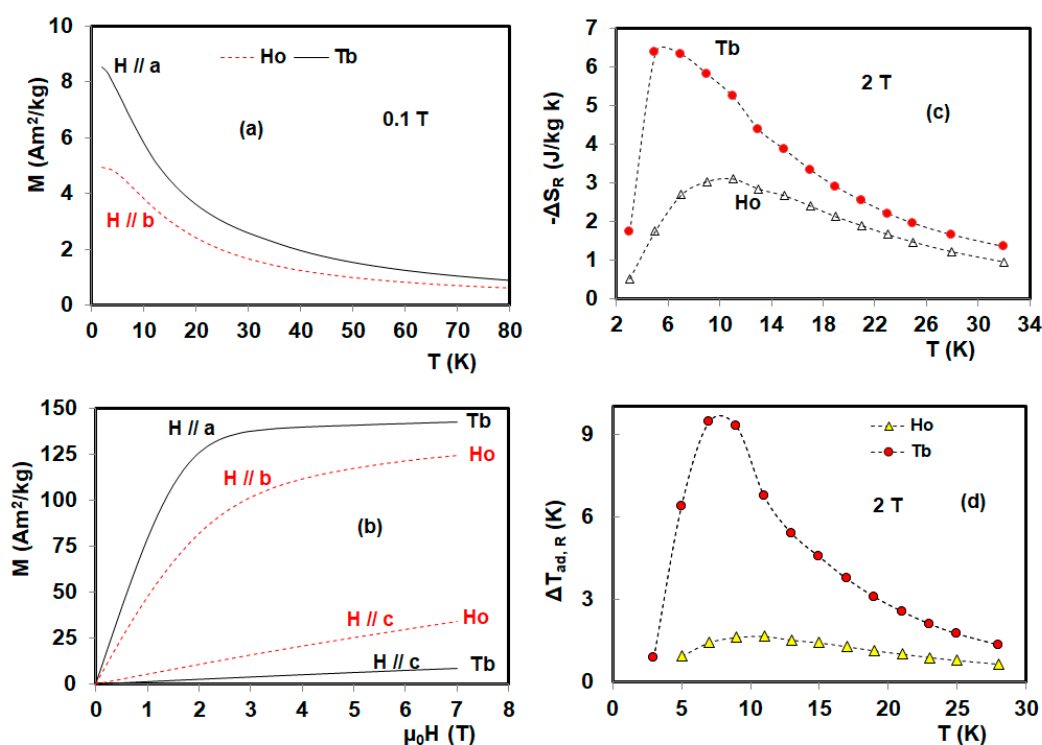 10
8
6
4
2
0
M (Am²/kg)
H // a
Ho
Tb
(a)
0.1 T
H // b
0 10 20 30 40 50 60 70 80
T (K)
7
6
5
4
3
2
1
0
-ΔS_R (J/kg k)
Tb
2 T
(c)
Ho
2 6 10 14 18 22 26 30 34
T (K)
150
125
100
75
50
25
0
M (Am²/kg)
H // a
Tb
Ho
H // b
(b)
H // c
Ho
H // c
Tb
0 1 2 3 4 5 6 7 8
µ₀H (T)
9
6
3
0
ΔT_ad, R (K)
Ho
Tb
2 T
(d)
0 5 10 15 20 25 30
T (K)